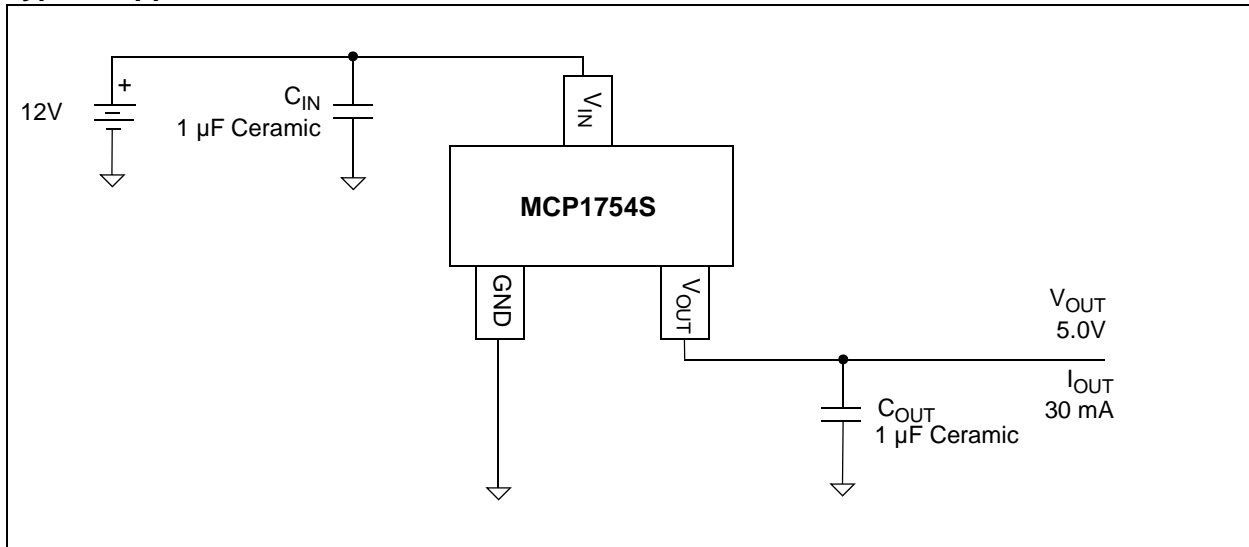 12V
+
C_IN
1 µF Ceramic
V_IN
MCP1754S
GND
V_OUT
V_OUT
5.0V
I_OUT
30 mA
C_OUT
1 µF Ceramic